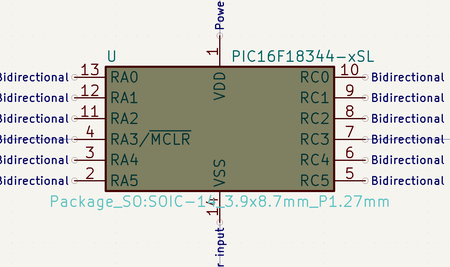 Powe
U
PIC16F18344-xSL
1
VDD
Bidirectional 13 RA0 RC0 10 Bidirectional
Bidirectional 12 RA1 RC1 9 Bidirectional
Bidirectional 11 RA2 RC2 8 Bidirectional
Bidirectional 4 RA3/MCLR RC3 7 Bidirectional
Bidirectional 3 RA4 RC4 6 Bidirectional
Bidirectional 2 RA5 RC5 5 Bidirectional
VSS
14
Package_SO:SOIC-14_3.9x8.7mm_P1.27mm
r input